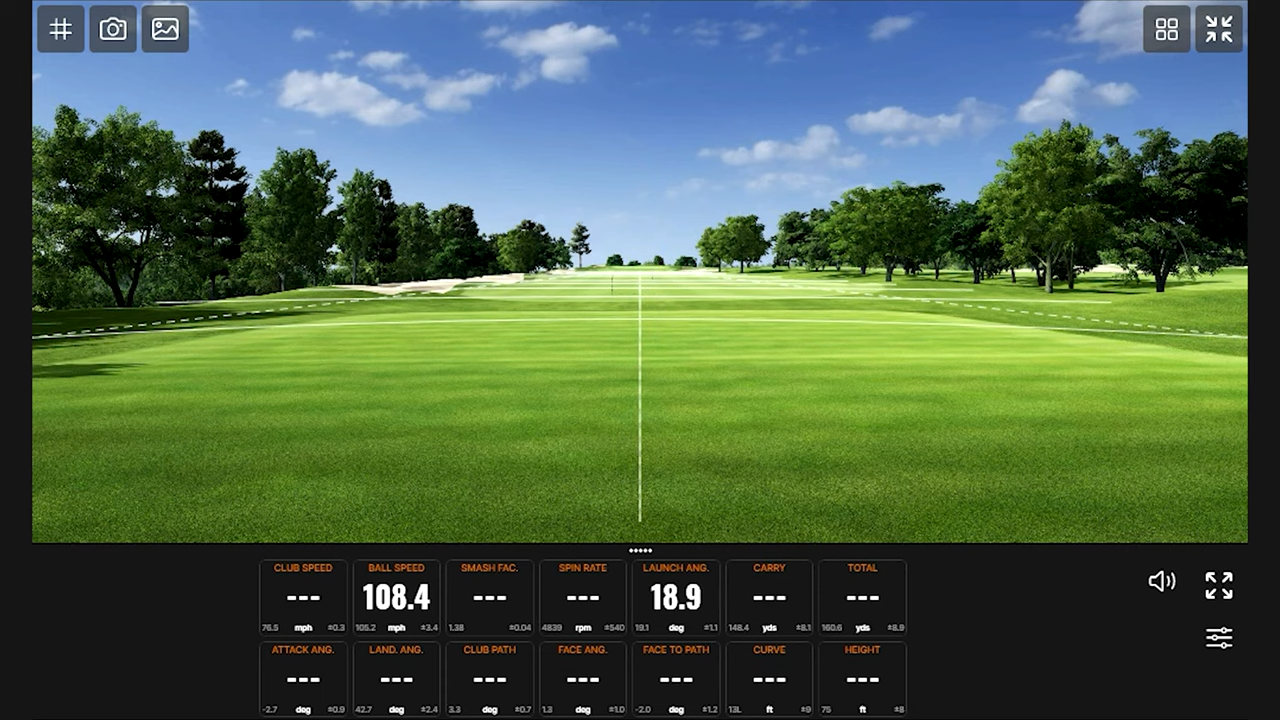 CLUB SPEED BALL SPEED SMASH FAC. SPIN RATE LAUNCH ANG. CARRY TOTAL
--- 108.4 --- --- 18.9 --- ---
76.5 mph ±0.3 105.2 mph ±3.4 1.38 ±0.04 4839 rpm ±540 19.1 deg ±1.1 148.4 yds ±8.1 160.6 yds ±8.9
ATTACK ANG. LAND. ANG. CLUB PATH FACE ANG. FACE TO PATH CURVE HEIGHT
--- --- --- --- --- --- ---
-2.7 deg ±0.9 42.7 deg ±2.4 3.3 deg ±0.7 1.3 deg ±1.0 -2.0 deg ±1.2 13L ft ±9 75 ft ±8